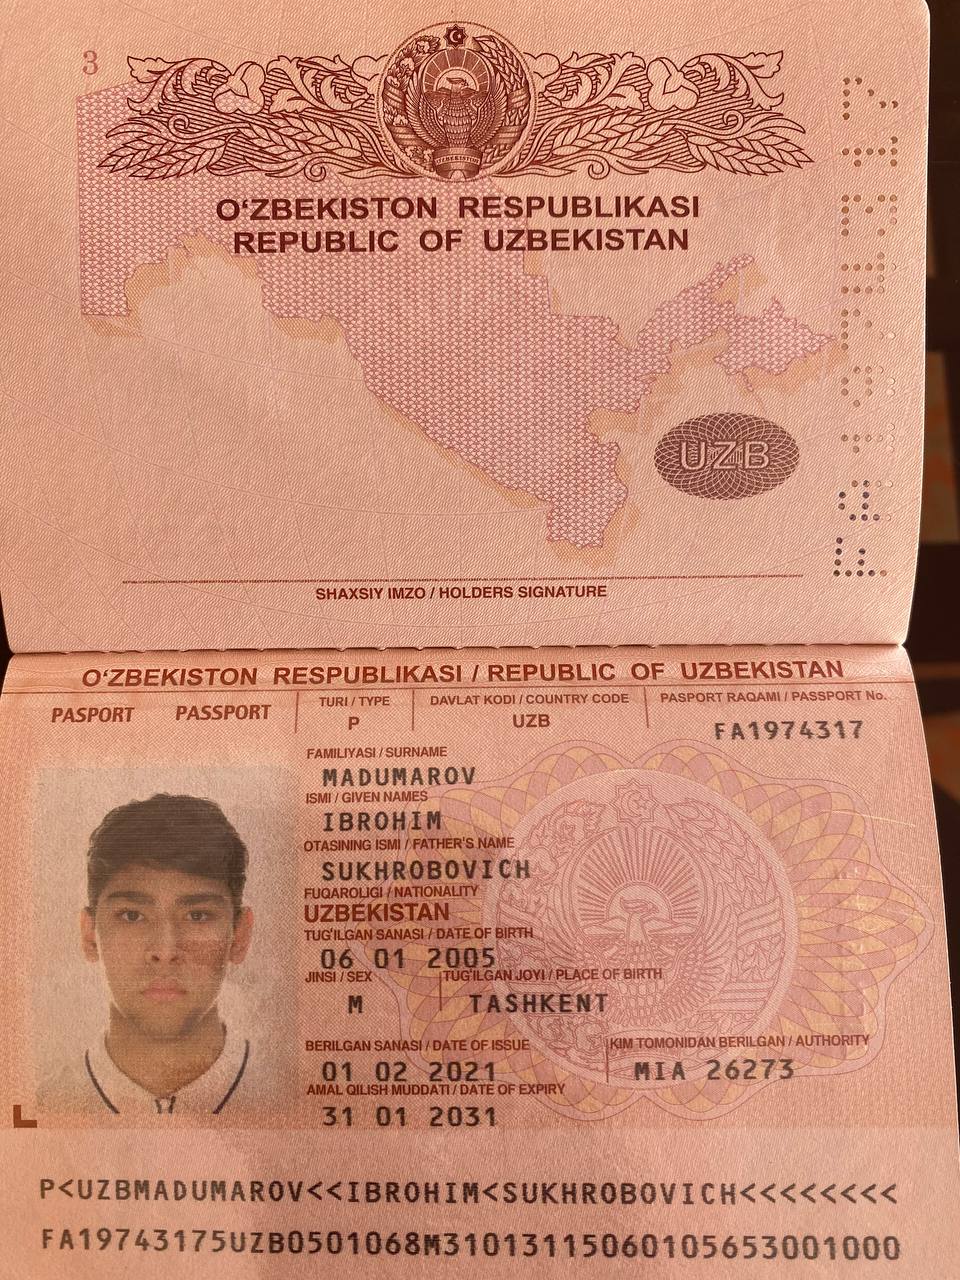 3
O‘ZBEKISTON RESPUBLIKASI
REPUBLIC OF UZBEKISTAN
UZB
FA1974317
SHAXSIY IMZO / HOLDERS SIGNATURE
O‘ZBEKISTON RESPUBLIKASI / REPUBLIC OF UZBEKISTAN
PASPORT PASSPORT
TURI / TYPE
P
DAVLAT KODI / COUNTRY CODE
UZB
PASPORT RAQAMI / PASSPORT No.
FA1974317
FAMILIYASI / SURNAME
MADUMAROV
ISMI / GIVEN NAMES
IBROHIM
OTASINING ISMI / FATHER'S NAME
SUKHROBOVICH
FUQAROLIGI / NATIONALITY
UZBEKISTAN
TUG'ILGAN SANASI / DATE OF BIRTH
06 01 2005
JINSI / SEX
M
TUG'ILGAN JOYI / PLACE OF BIRTH
TASHKENT
BERILGAN SANASI / DATE OF ISSUE
01 02 2021
KIM TOMONIDAN BERILGAN / AUTHORITY
MIA 26273
AMAL QILISH MUDDATI / DATE OF EXPIRY
31 01 2031
P<UZBMADUMAROV<<IBROHIM<SUKHROBOVICH<<<<<<<<
FA19743175UZB0501068M31013115060105653001000